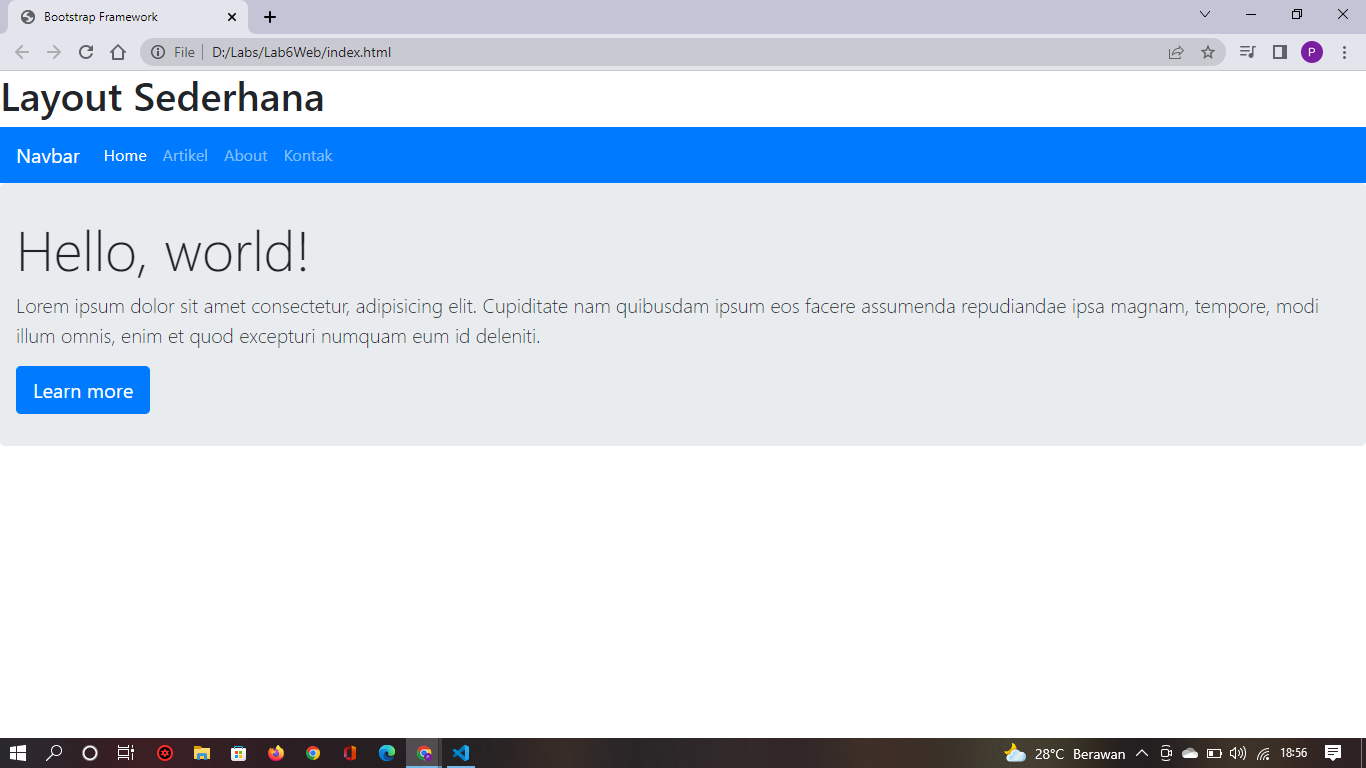 Bootstrap Framework
File
D:/Labs/Lab6Web/index.html
P
Layout Sederhana
Navbar Home Artikel About Kontak
Hello, world!
Lorem ipsum dolor sit amet consectetur, adipisicing elit. Cupiditate nam quibusdam ipsum eos facere assumenda repudiandae ipsa magnam, tempore, modi
illum omnis, enim et quod excepturi numquam eum id deleniti.
Learn more
28°C Berawan 18:56